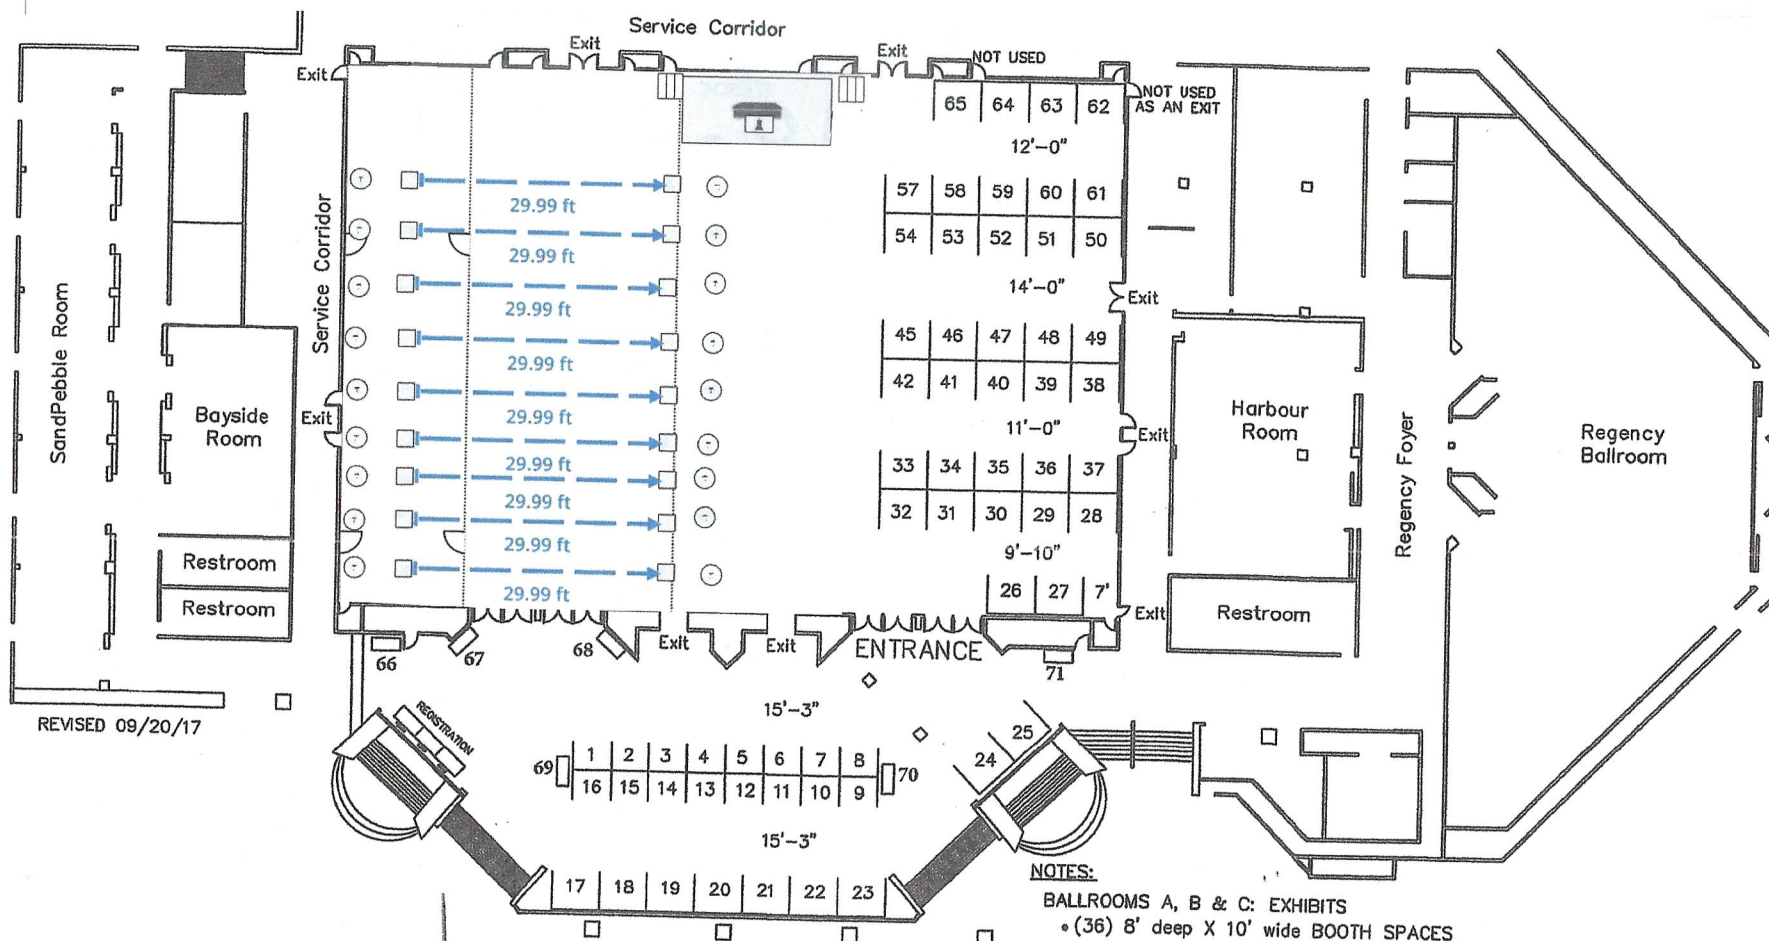 Service Corridor
Exit
Exit
Exit
NOT USED
NOT USED
AS AN EXIT
65 64 63 62
12'-0"
57 58 59 60 61
54 53 52 51 50
14'-0"
Exit
45 46 47 48 49
42 41 40 39 38
11'-0"
Exit
33 34 35 36 37
32 31 30 29 28
9'-10"
26 27 7'
Exit
29.99 ft
29.99 ft
29.99 ft
29.99 ft
29.99 ft
29.99 ft
29.99 ft
29.99 ft
29.99 ft
Service Corridor
Exit
SandPebble Room
Bayside
Room
Restroom
Restroom
Harbour
Room
Restroom
Regency Foyer
Regency
Ballroom
66
67
68
Exit
Exit
ENTRANCE
71
REVISED 09/20/17
REGISTRATION
15'-3"
69
1 2 3 4 5 6 7 8
16 15 14 13 12 11 10 9
70
24
25
15'-3"
17 18 19 20 21 22 23
NOTES:
BALLROOMS A, B & C: EXHIBITS
• (36) 8' deep X 10' wide BOOTH SPACES